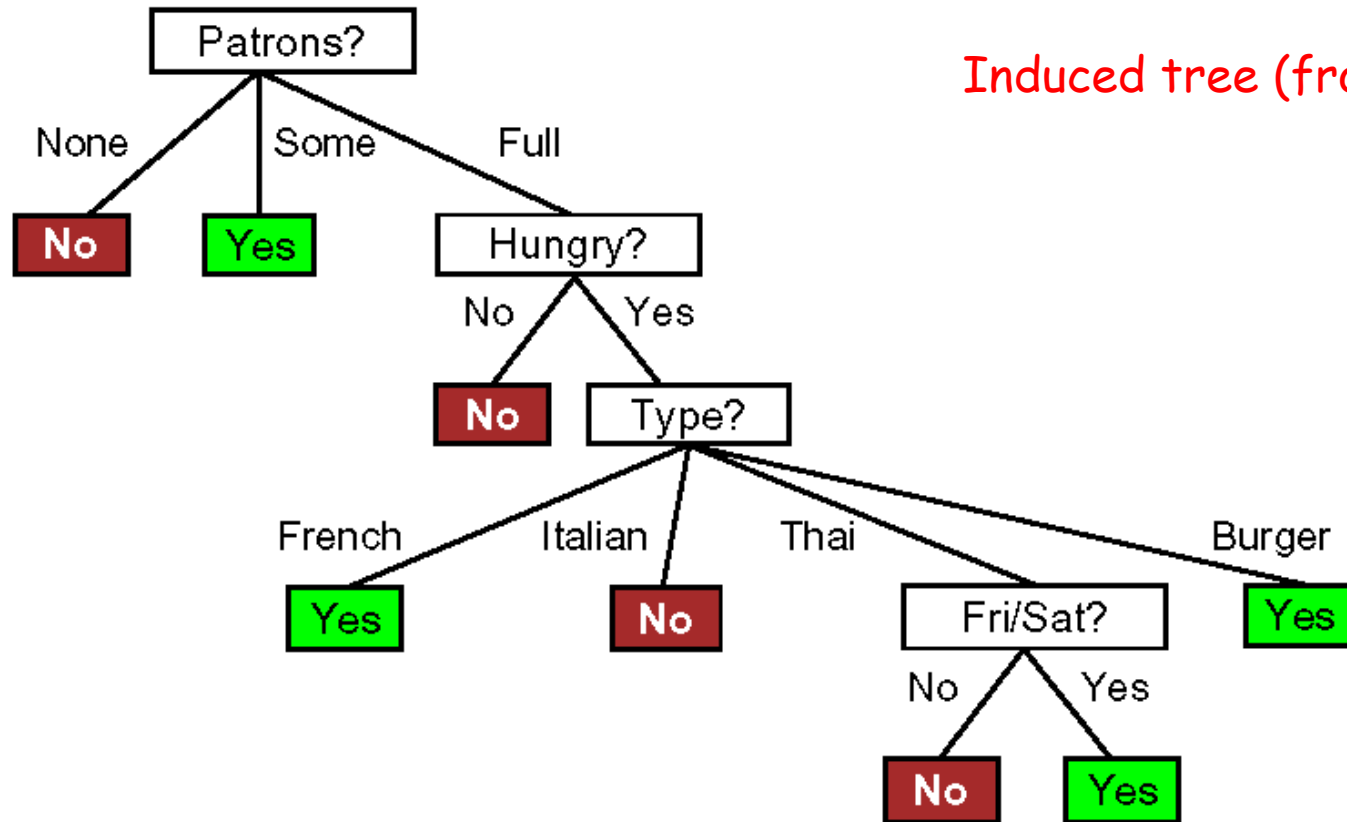 Patrons?
Induced tree (fro
None Some Full
No Yes Hungry?
No Yes
No Type?
French Italian Thai Burger
Yes No Fri/Sat? Yes
No Yes
No Yes